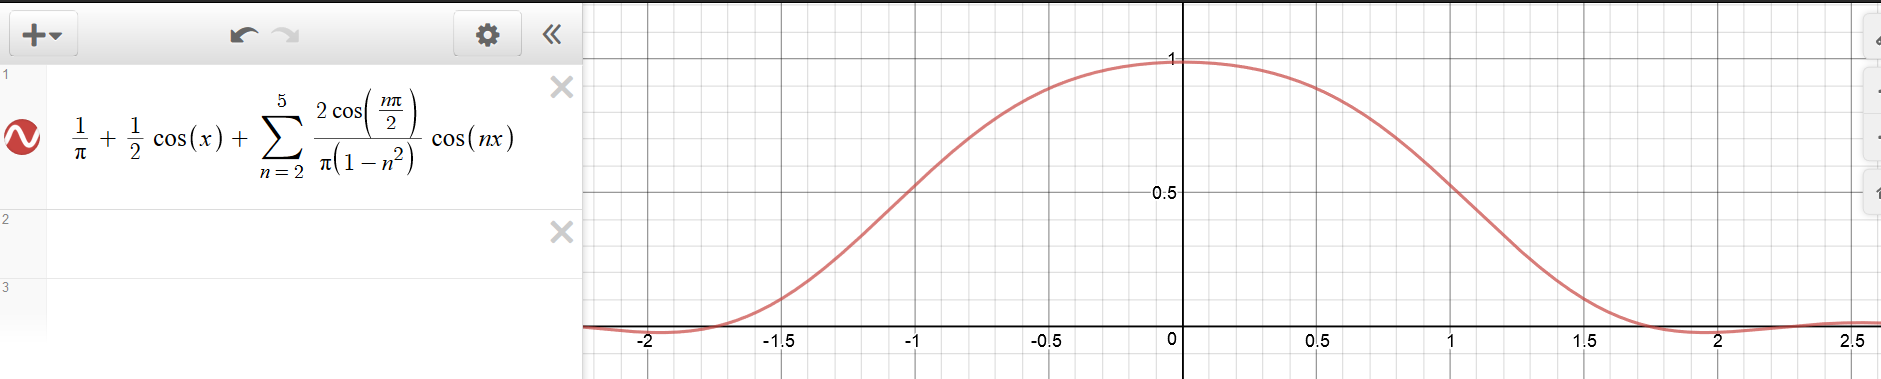 1
1/π + 1/2 cos(x) + ∑_{n=2}^{5} 2 cos(nπ/2) / π(1 − n²) cos(nx)
2
3
1
0.5
-2 -1.5 -1 -0.5 0 0.5 1 1.5 2 2.5